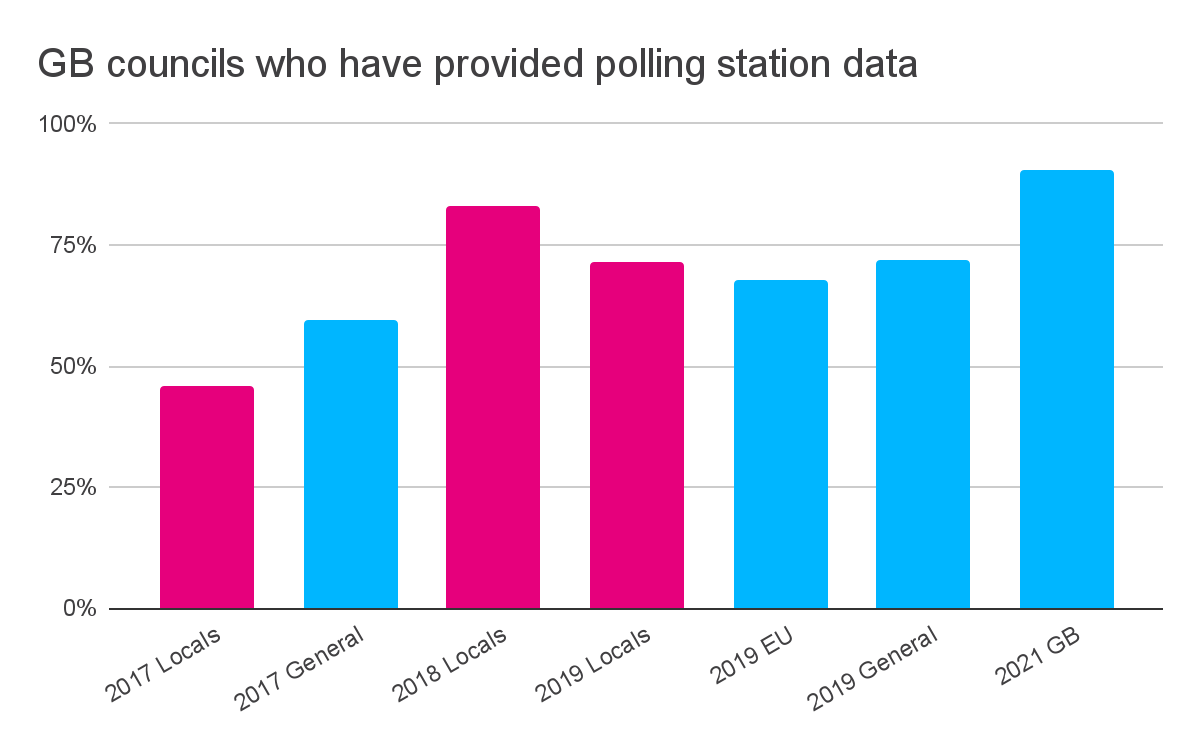 GB councils who have provided polling station data
100%
75%
50%
25%
0%
2017 Locals
2017 General
2018 Locals
2019 Locals
2019 EU
2019 General
2021 GB